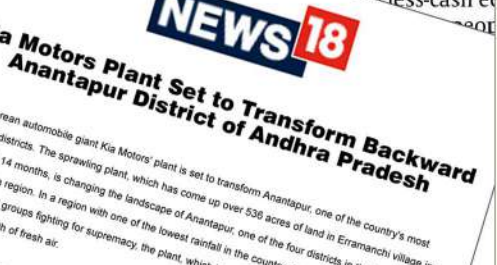 ess-cash ec
NEWS 18
a Motors Plant Set to Transform Backward
Anantapur District of Andhra Pradesh
rean automobile giant Kia Motors' plant is set to transform Anantapur, one of the country's most
districts. The sprawling plant, which has come up over 536 acres of land in Erramanchi village in
14 months, is changing the landscape of Anantapur, one of the four districts in
region. In a region with one of the lowest rainfall in the
groups fighting for supremacy, the plant,
h of fresh air.